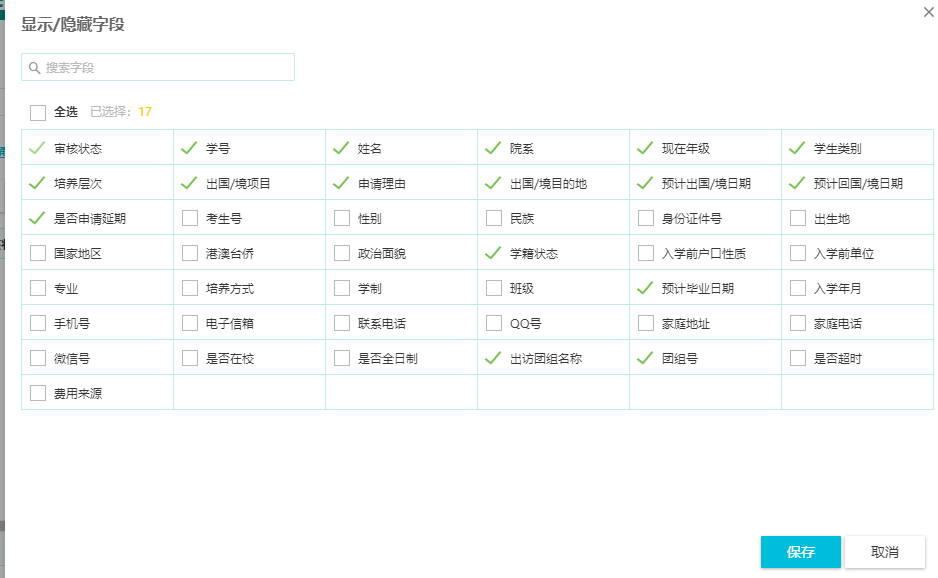 显示/隐藏字段
搜索字段
全选 已选择: 17
审核状态 学号 姓名 院系 现在年级 学生类别
培养层次 出国/境项目 申请理由 出国/境目的地 预计出国/境日期 预计回国/境日期
是否申请延期 考生号 性别 民族 身份证件号 出生地
国家地区 港澳台侨 政治面貌 学籍状态 入学前户口性质 入学前单位
专业 培养方式 学制 班级 预计毕业日期 入学年月
手机号 电子信箱 联系电话 QQ号 家庭地址 家庭电话
微信号 是否在校 是否全日制 出访团组名称 团组号 是否超时
费用来源
保存 取消